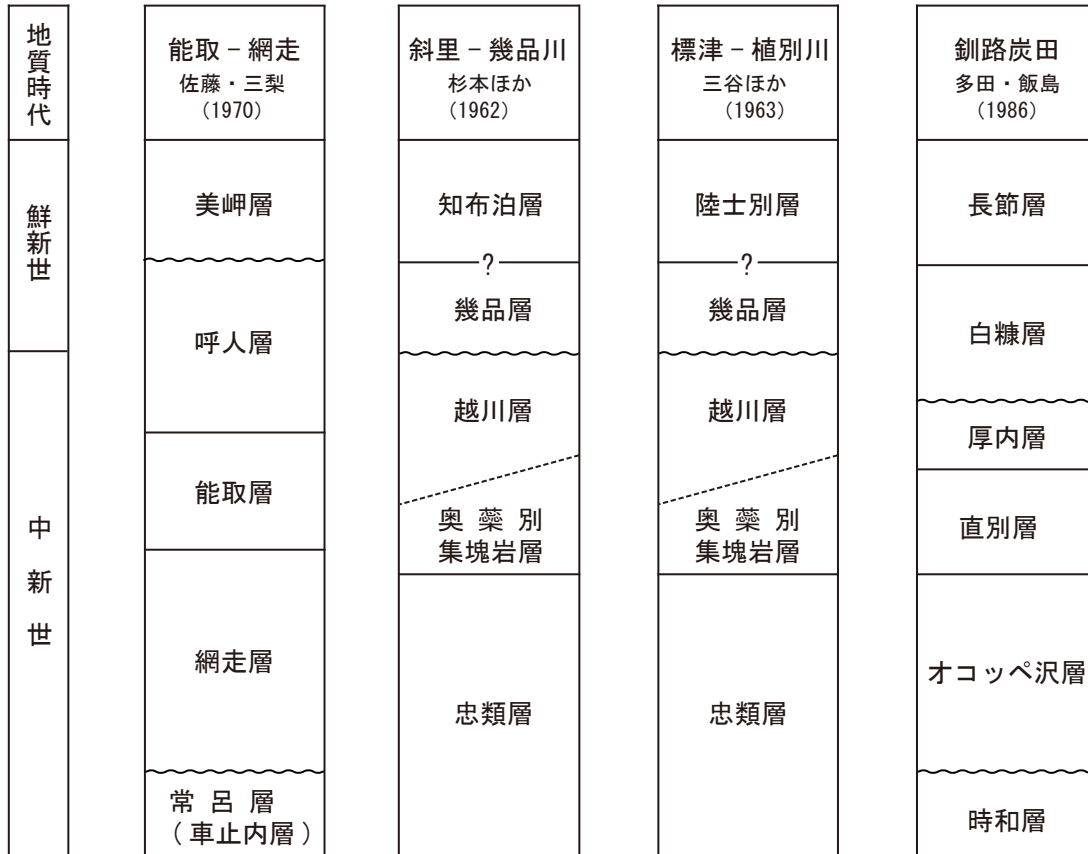 地質時代
能取－網走
佐藤・三梨
(1970)
斜里－幾品川
杉本ほか
(1962)
標津－植別川
三谷ほか
(1963)
釧路炭田
多田・飯島
(1986)
鮮新世
中新世
美岬層
呼人層
能取層
網走層
常呂層
（車止内層）
知布泊層
?
幾品層
越川層
奥蘂別
集塊岩層
忠類層
陸士別層
?
幾品層
越川層
奥蘂別
集塊岩層
忠類層
長節層
白糠層
厚内層
直別層
オコッペ沢層
時和層